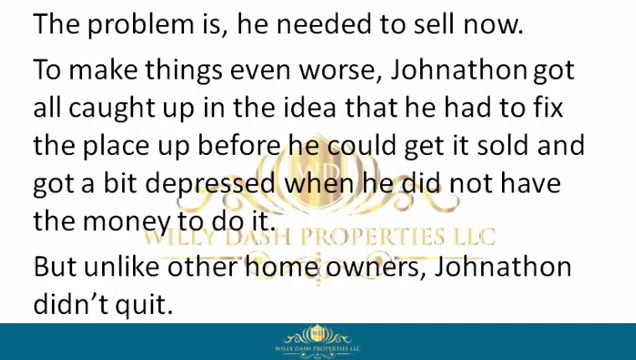 The problem is, he needed to sell now.
To make things even worse, Johnathon got
all caught up in the idea that he had to fix
the place up before he could get it sold and
got a bit depressed when he did not have
the money to do it.
WILLY DASH PROPERTIES LLC
But unlike other home owners, Johnathon
didn't quit.
WILLY DASH PROPERTIES LLC